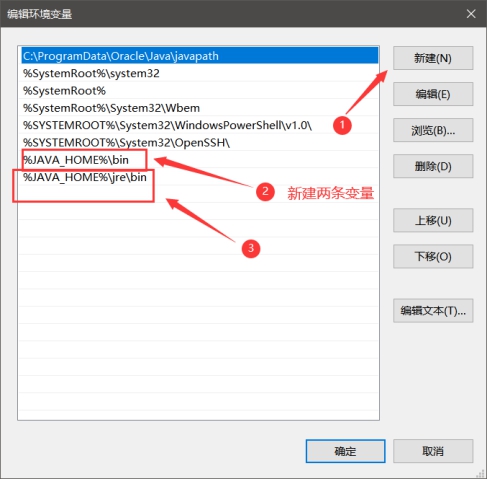 编辑环境变量
C:\ProgramData\Oracle\Java\javapath
%SystemRoot%\system32
%SystemRoot%
%SystemRoot%\System32\Wbem
%SYSTEMROOT%\System32\WindowsPowerShell\v1.0\
%SYSTEMROOT%\System32\OpenSSH\
%JAVA_HOME%\bin
%JAVA_HOME%\jre\bin
新建(N)
编辑(E)
浏览(B)...
删除(D)
上移(U)
下移(O)
编辑文本(T)...
1
2 新建两条变量
3
确定
取消